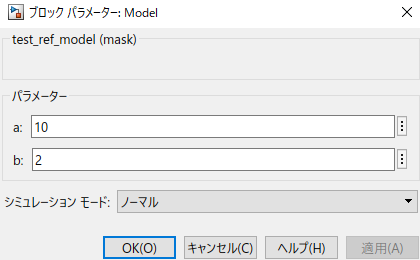 ブロック パラメーター: Model
test_ref_model (mask)
パラメーター
a: 10
b: 2
シミュレーション モード: ノーマル
OK(O) キャンセル(C) ヘルプ(H) 適用(A)